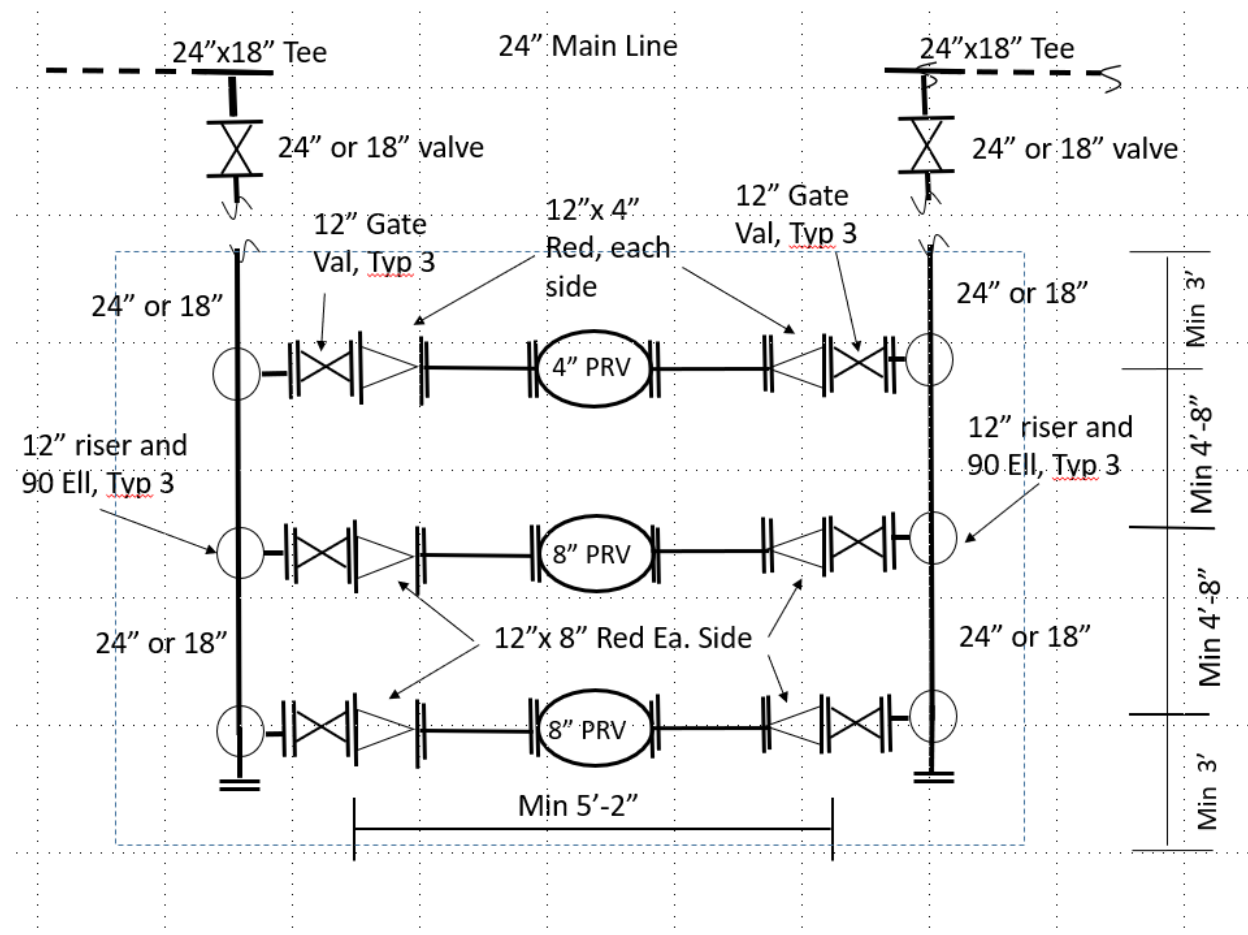 24”x18” Tee
24” Main Line
24”x18” Tee
24” or 18” valve
24” or 18” valve
12” Gate
Val, Typ 3
12”x 4”
Red, each
side
12” Gate
Val, Typ 3
24” or 18”
24” or 18”
Min 3’
4” PRV
12” riser and
90 Ell, Typ 3
12” riser and
90 Ell, Typ 3
Min 4’-8”
8” PRV
24” or 18”
12”x 8” Red Ea. Side
24” or 18”
Min 4’-8”
8” PRV
Min 5’-2”
Min 3’